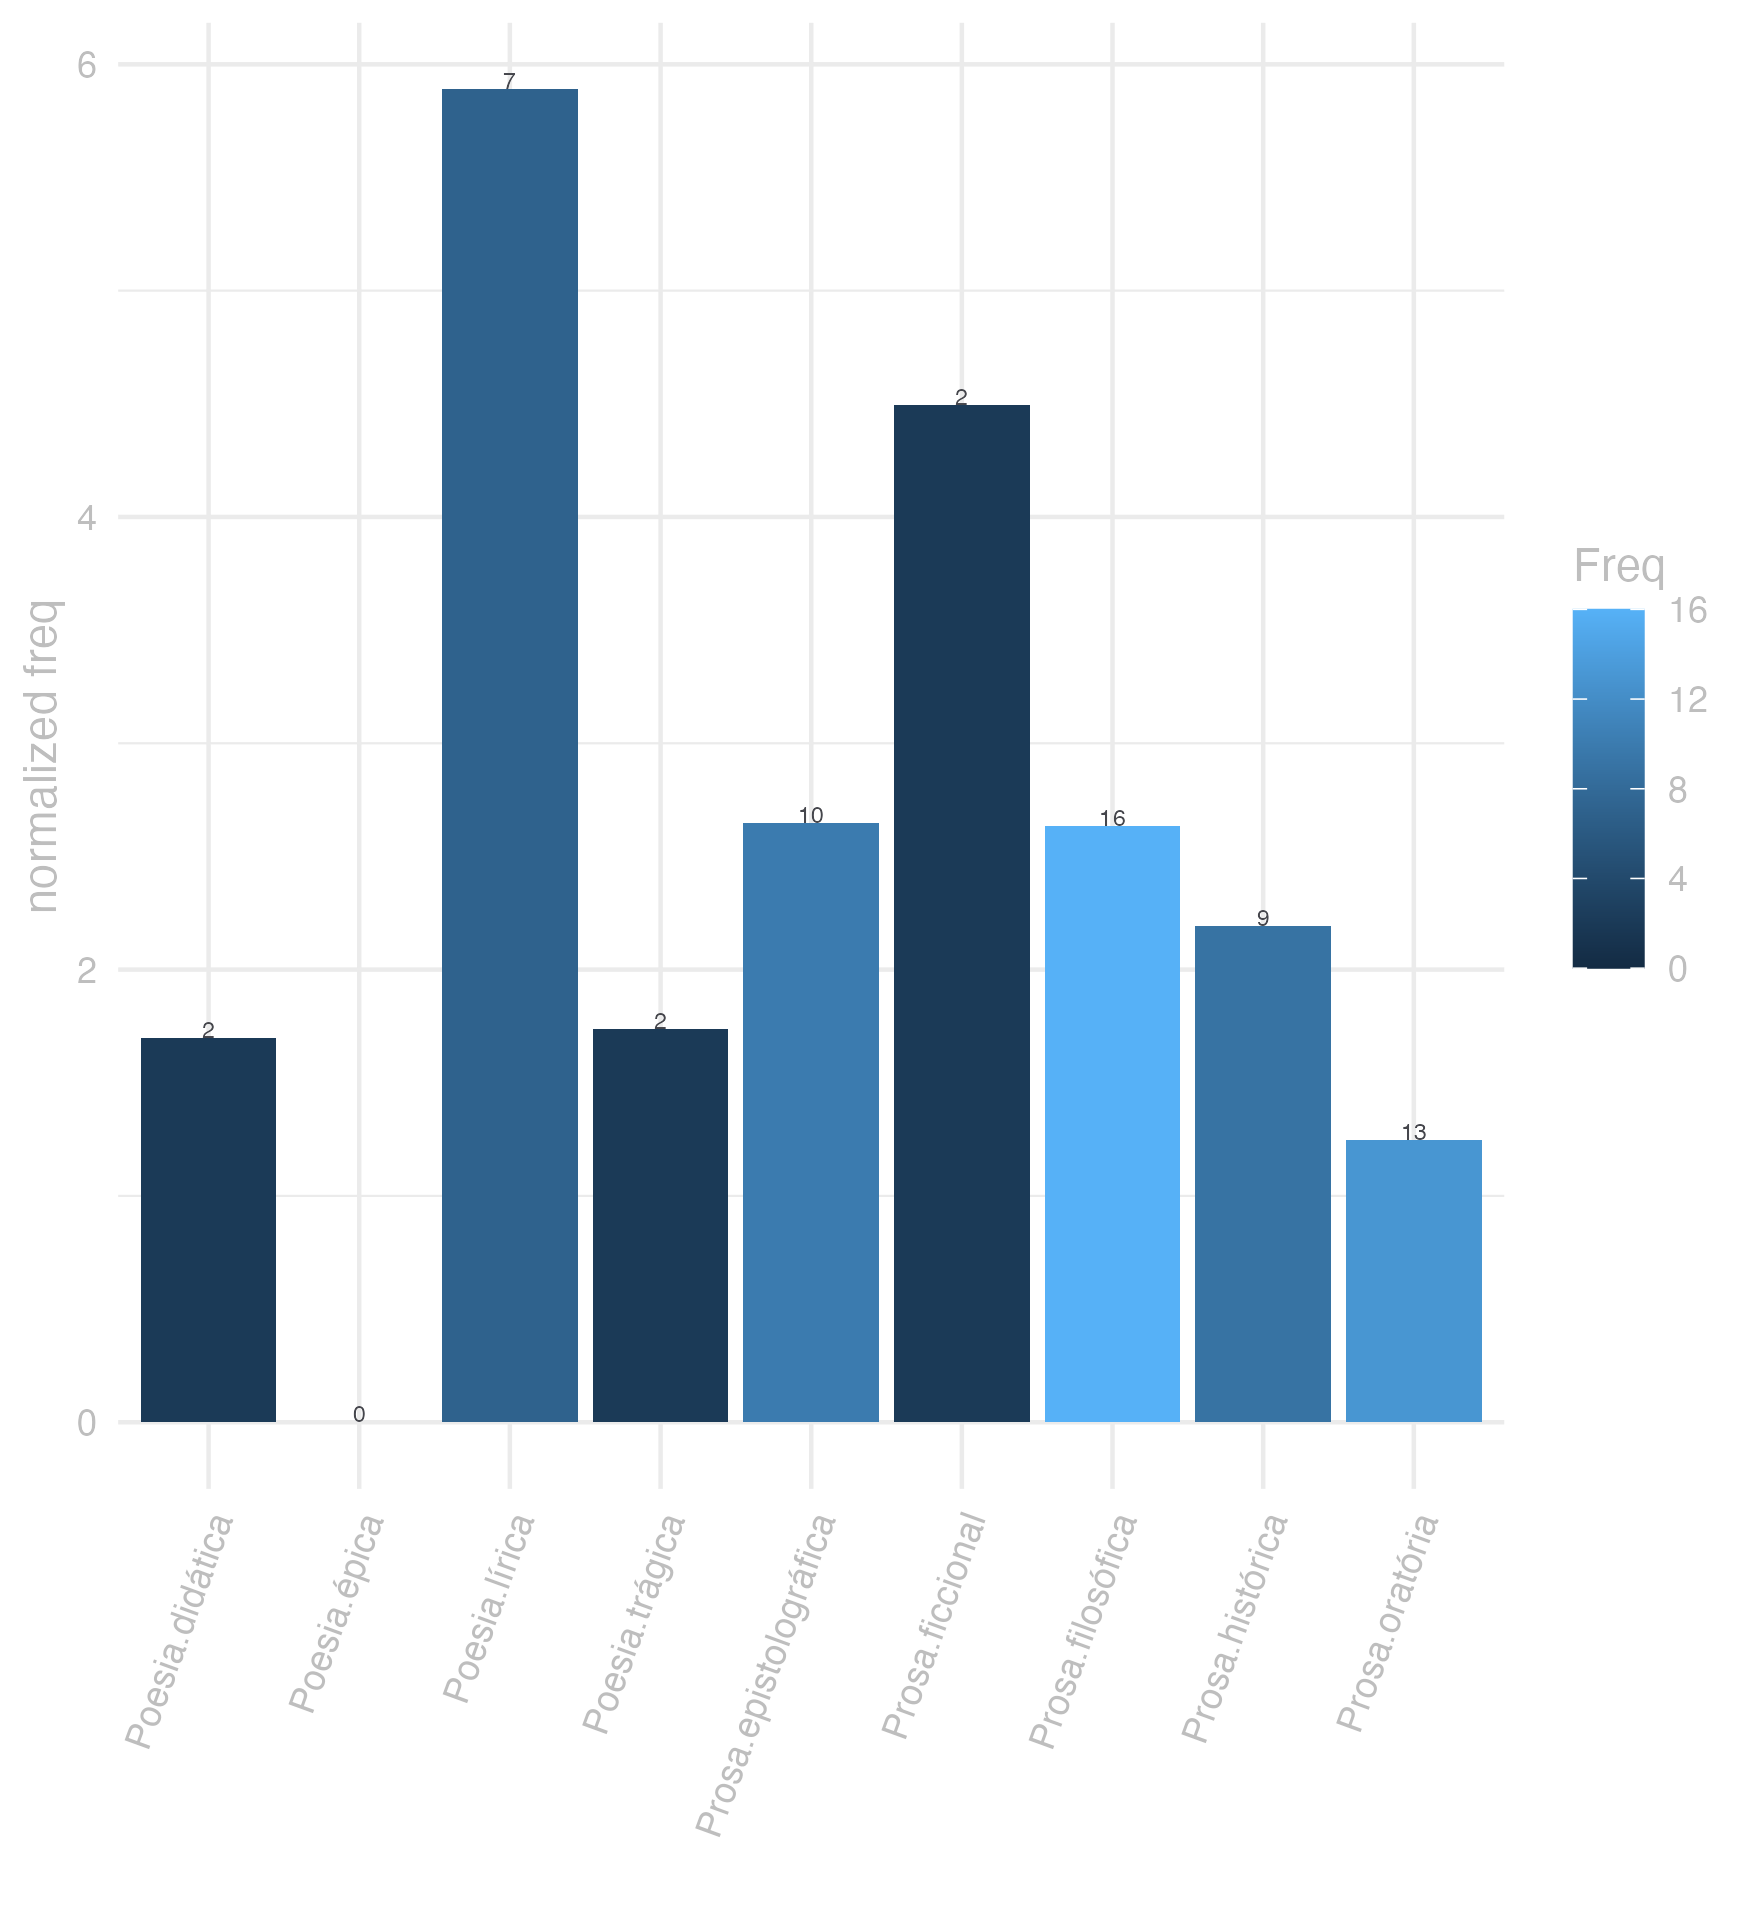 normalized freq
6
4
2
0
2
0
7
2
10
2
16
9
13
Poesia.didática
Poesia.épica
Poesia.lírica
Poesia.trágica
Prosa.epistolográfica
Prosa.ficcional
Prosa.filosófica
Prosa.histórica
Prosa.oratória
Freq
16
12
8
4
0